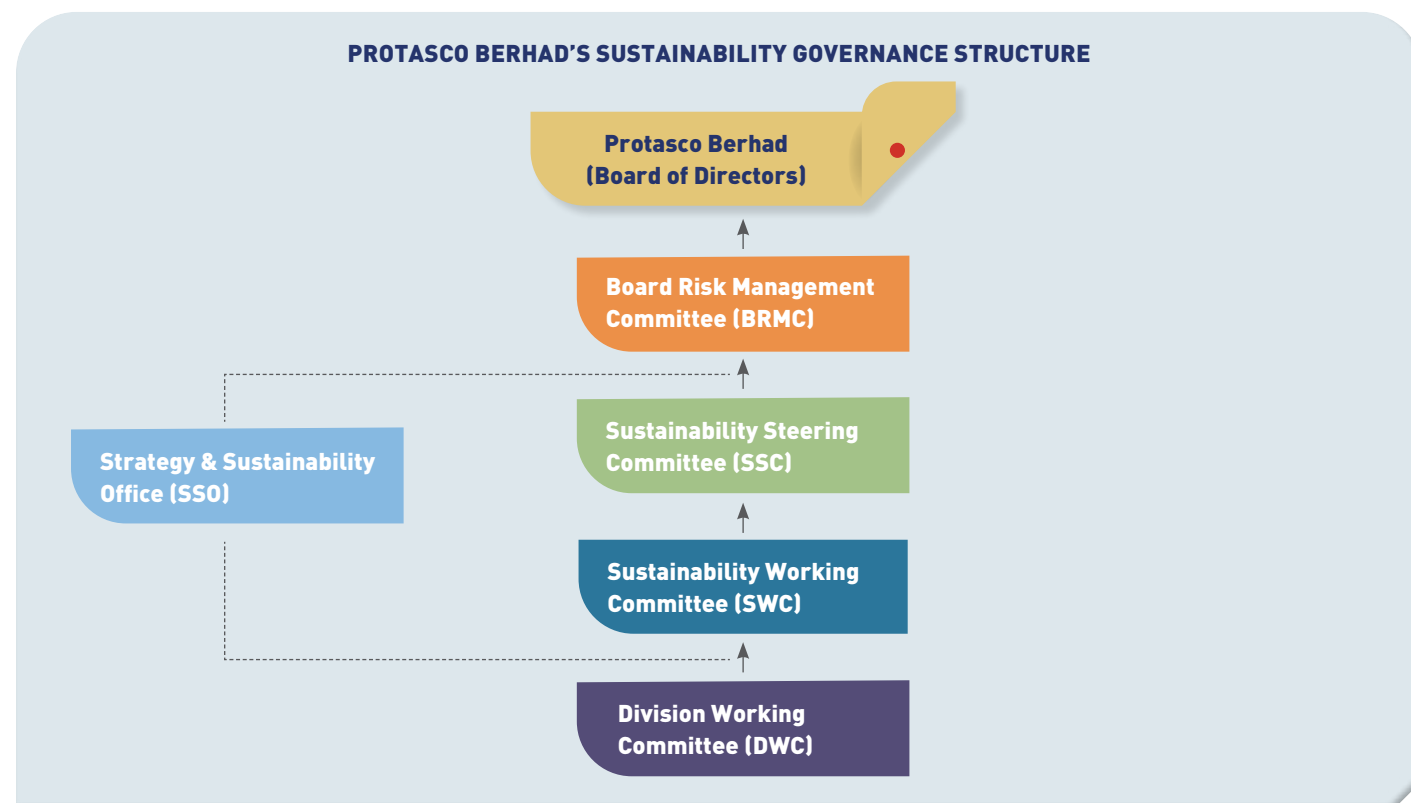 PROTASCO BERHAD'S SUSTAINABILITY GOVERNANCE STRUCTURE
Protasco Berhad
(Board of Directors)
Board Risk Management
Committee (BRMC)
Sustainability Steering
Committee (SSC)
Strategy & Sustainability
Office (SSO)
Sustainability Working
Committee (SWC)
Division Working
Committee (DWC)